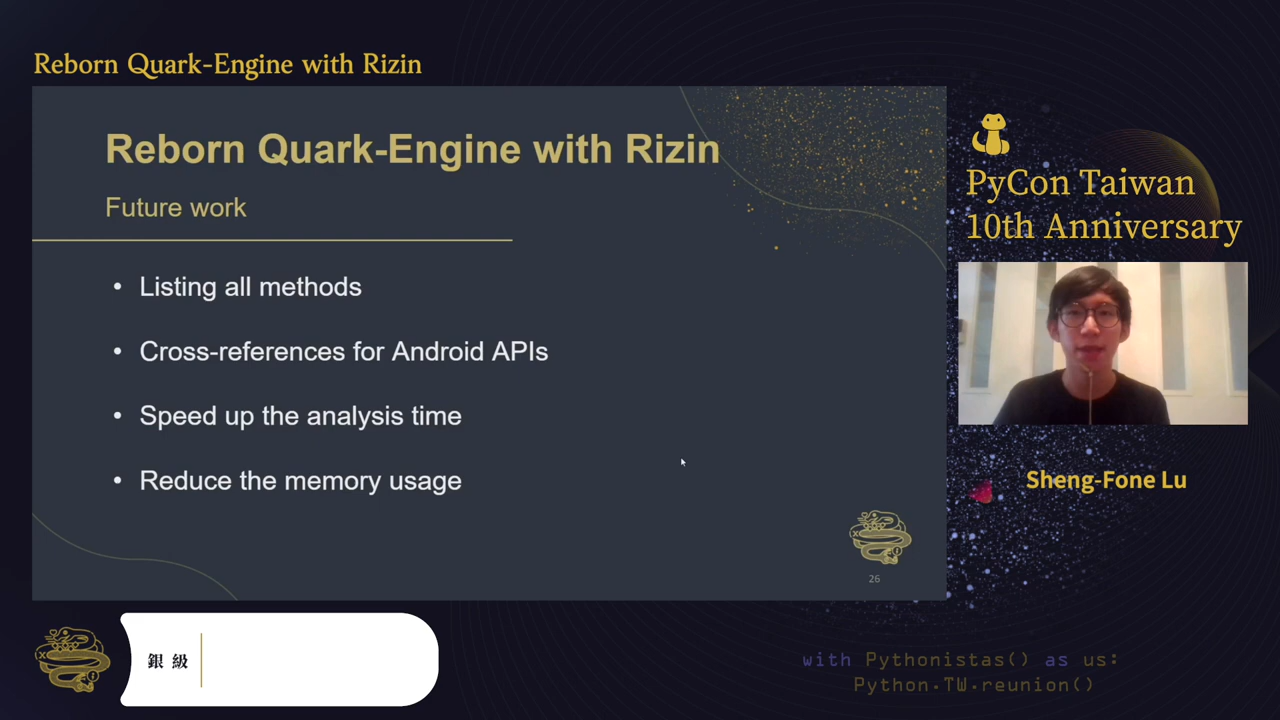 Reborn Quark-Engine with Rizin
Reborn Quark-Engine with Rizin
Future work
• Listing all methods
• Cross-references for Android APIs
• Speed up the analysis time
• Reduce the memory usage
26
PyCon Taiwan
10th Anniversary
Sheng-Fone Lu
銀級
with Pythonistas() as us:
Python.TW.reunion()